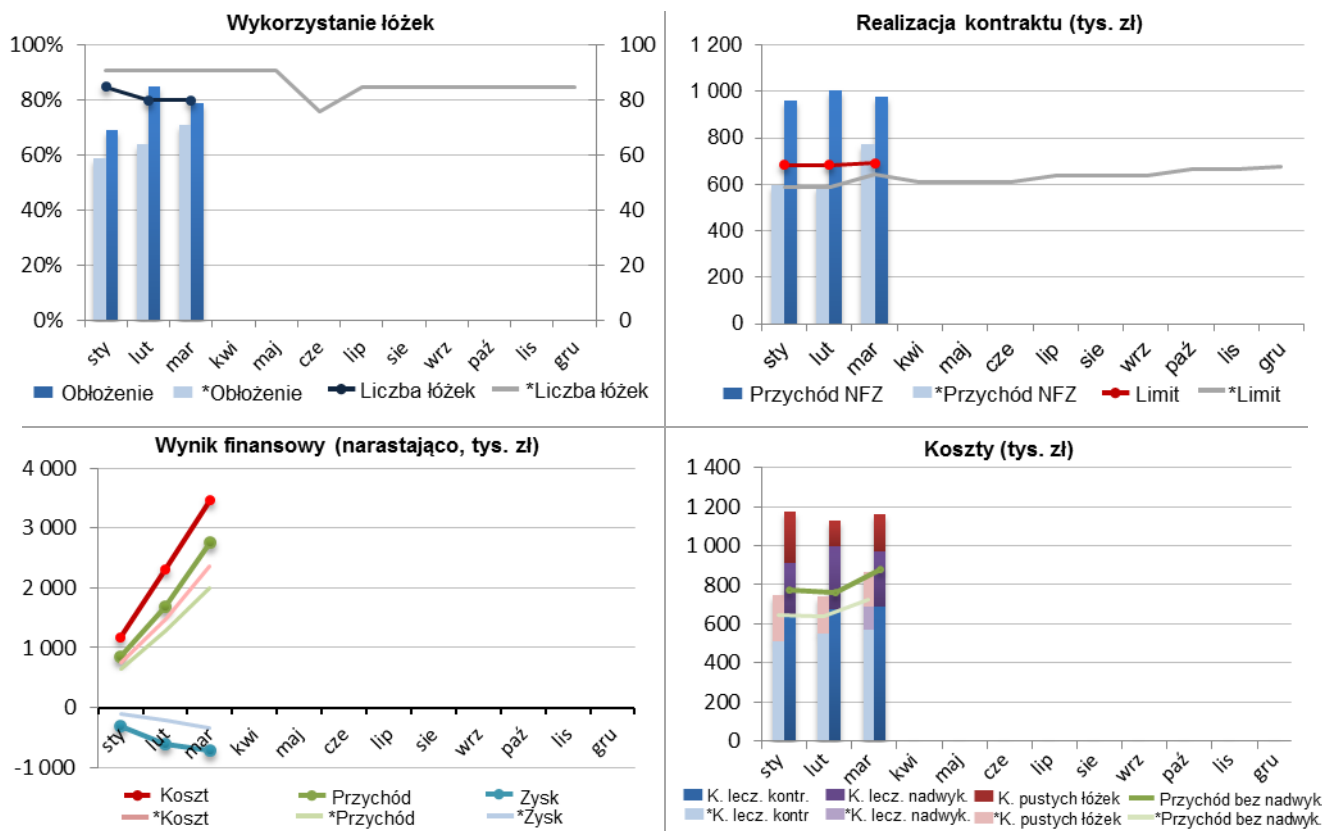 Wykorzystanie łóżek
100% 100
80% 80
60% 60
40% 40
20% 20
0% 0
sty lut mar kwi maj cze lip sie wrz paź lis gru
Obłożenie *Obłożenie Liczba łóżek *Liczba łóżek
Realizacja kontraktu (tys. zł)
1 200
1 000
800
600
400
200
0
sty lut mar kwi maj cze lip sie wrz paź lis gru
Przychód NFZ *Przychód NFZ Limit *Limit
Wynik finansowy (narastająco, tys. zł)
4 000
3 000
2 000
1 000
0
-1 000
sty lut mar kwi maj cze lip sie wrz paź lis gru
Koszt Przychód Zysk
*Koszt *Przychód *Zysk
Koszty (tys. zł)
1 400
1 200
1 000
800
600
400
200
0
sty lut mar kwi maj cze lip sie wrz paź lis gru
K. lecz. kontr. K. lecz. nadwyk. K. pustych łóżek Przychód bez nadwyk.
*K. lecz. kontr *K. lecz. nadwyk. *K. pustych łóżek *Przychód bez nadwyk.